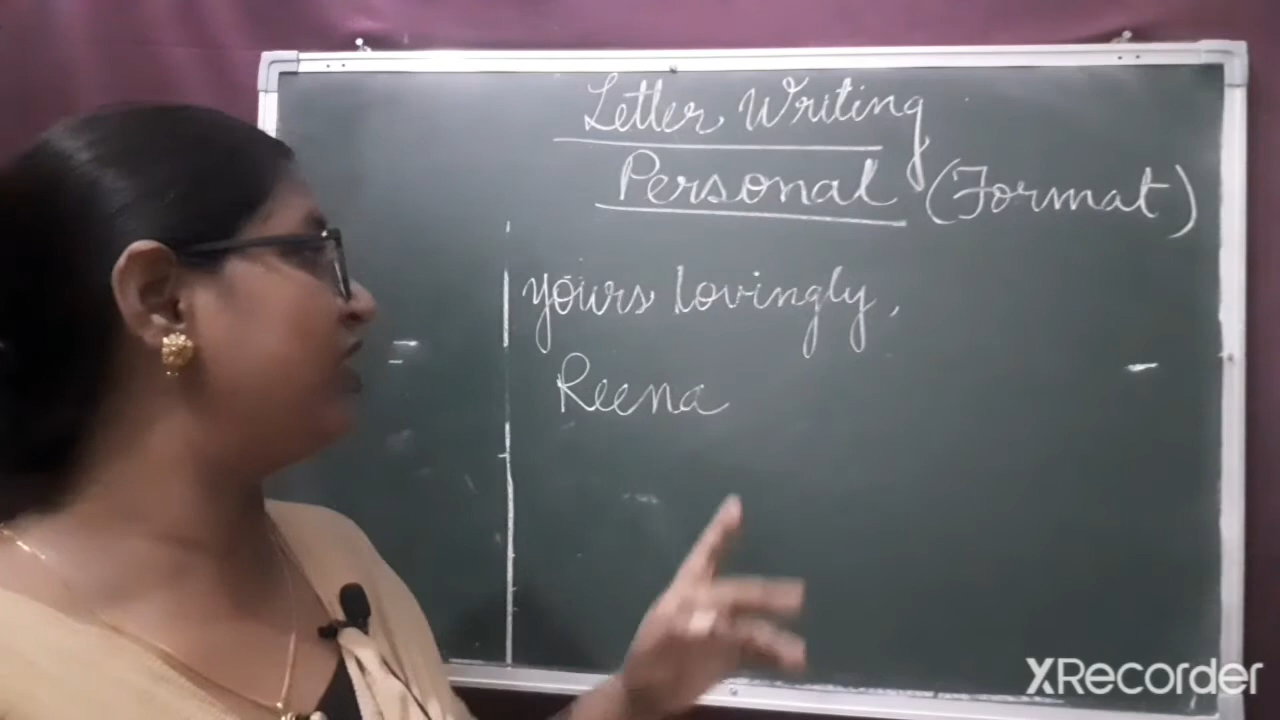 Letter Writing
Personal (Format)
yours lovingly,
Reena
XRecorder